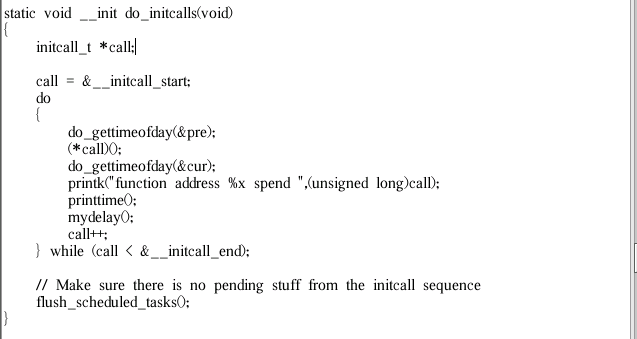 static void __init do_initcalls(void)
{
initcall_t *call;
call = &__initcall_start;
do
{
do_gettimeofday(&pre);
(*call)();
do_gettimeofday(&cur);
printk("function address %x spend ",(unsigned long)call);
printtime();
mydelay();
call++;
} while (call < &__initcall_end);
// Make sure there is no pending stuff from the initcall sequence
flush_scheduled_tasks();
}